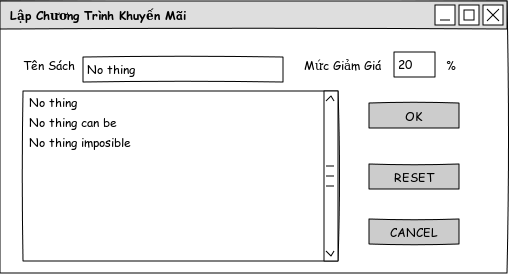 Lập Chương Trình Khuyến Mãi
Tên Sách No thing Mức Giảm Giá 20 %
No thing
No thing can be
No thing imposible
OK
RESET
CANCEL